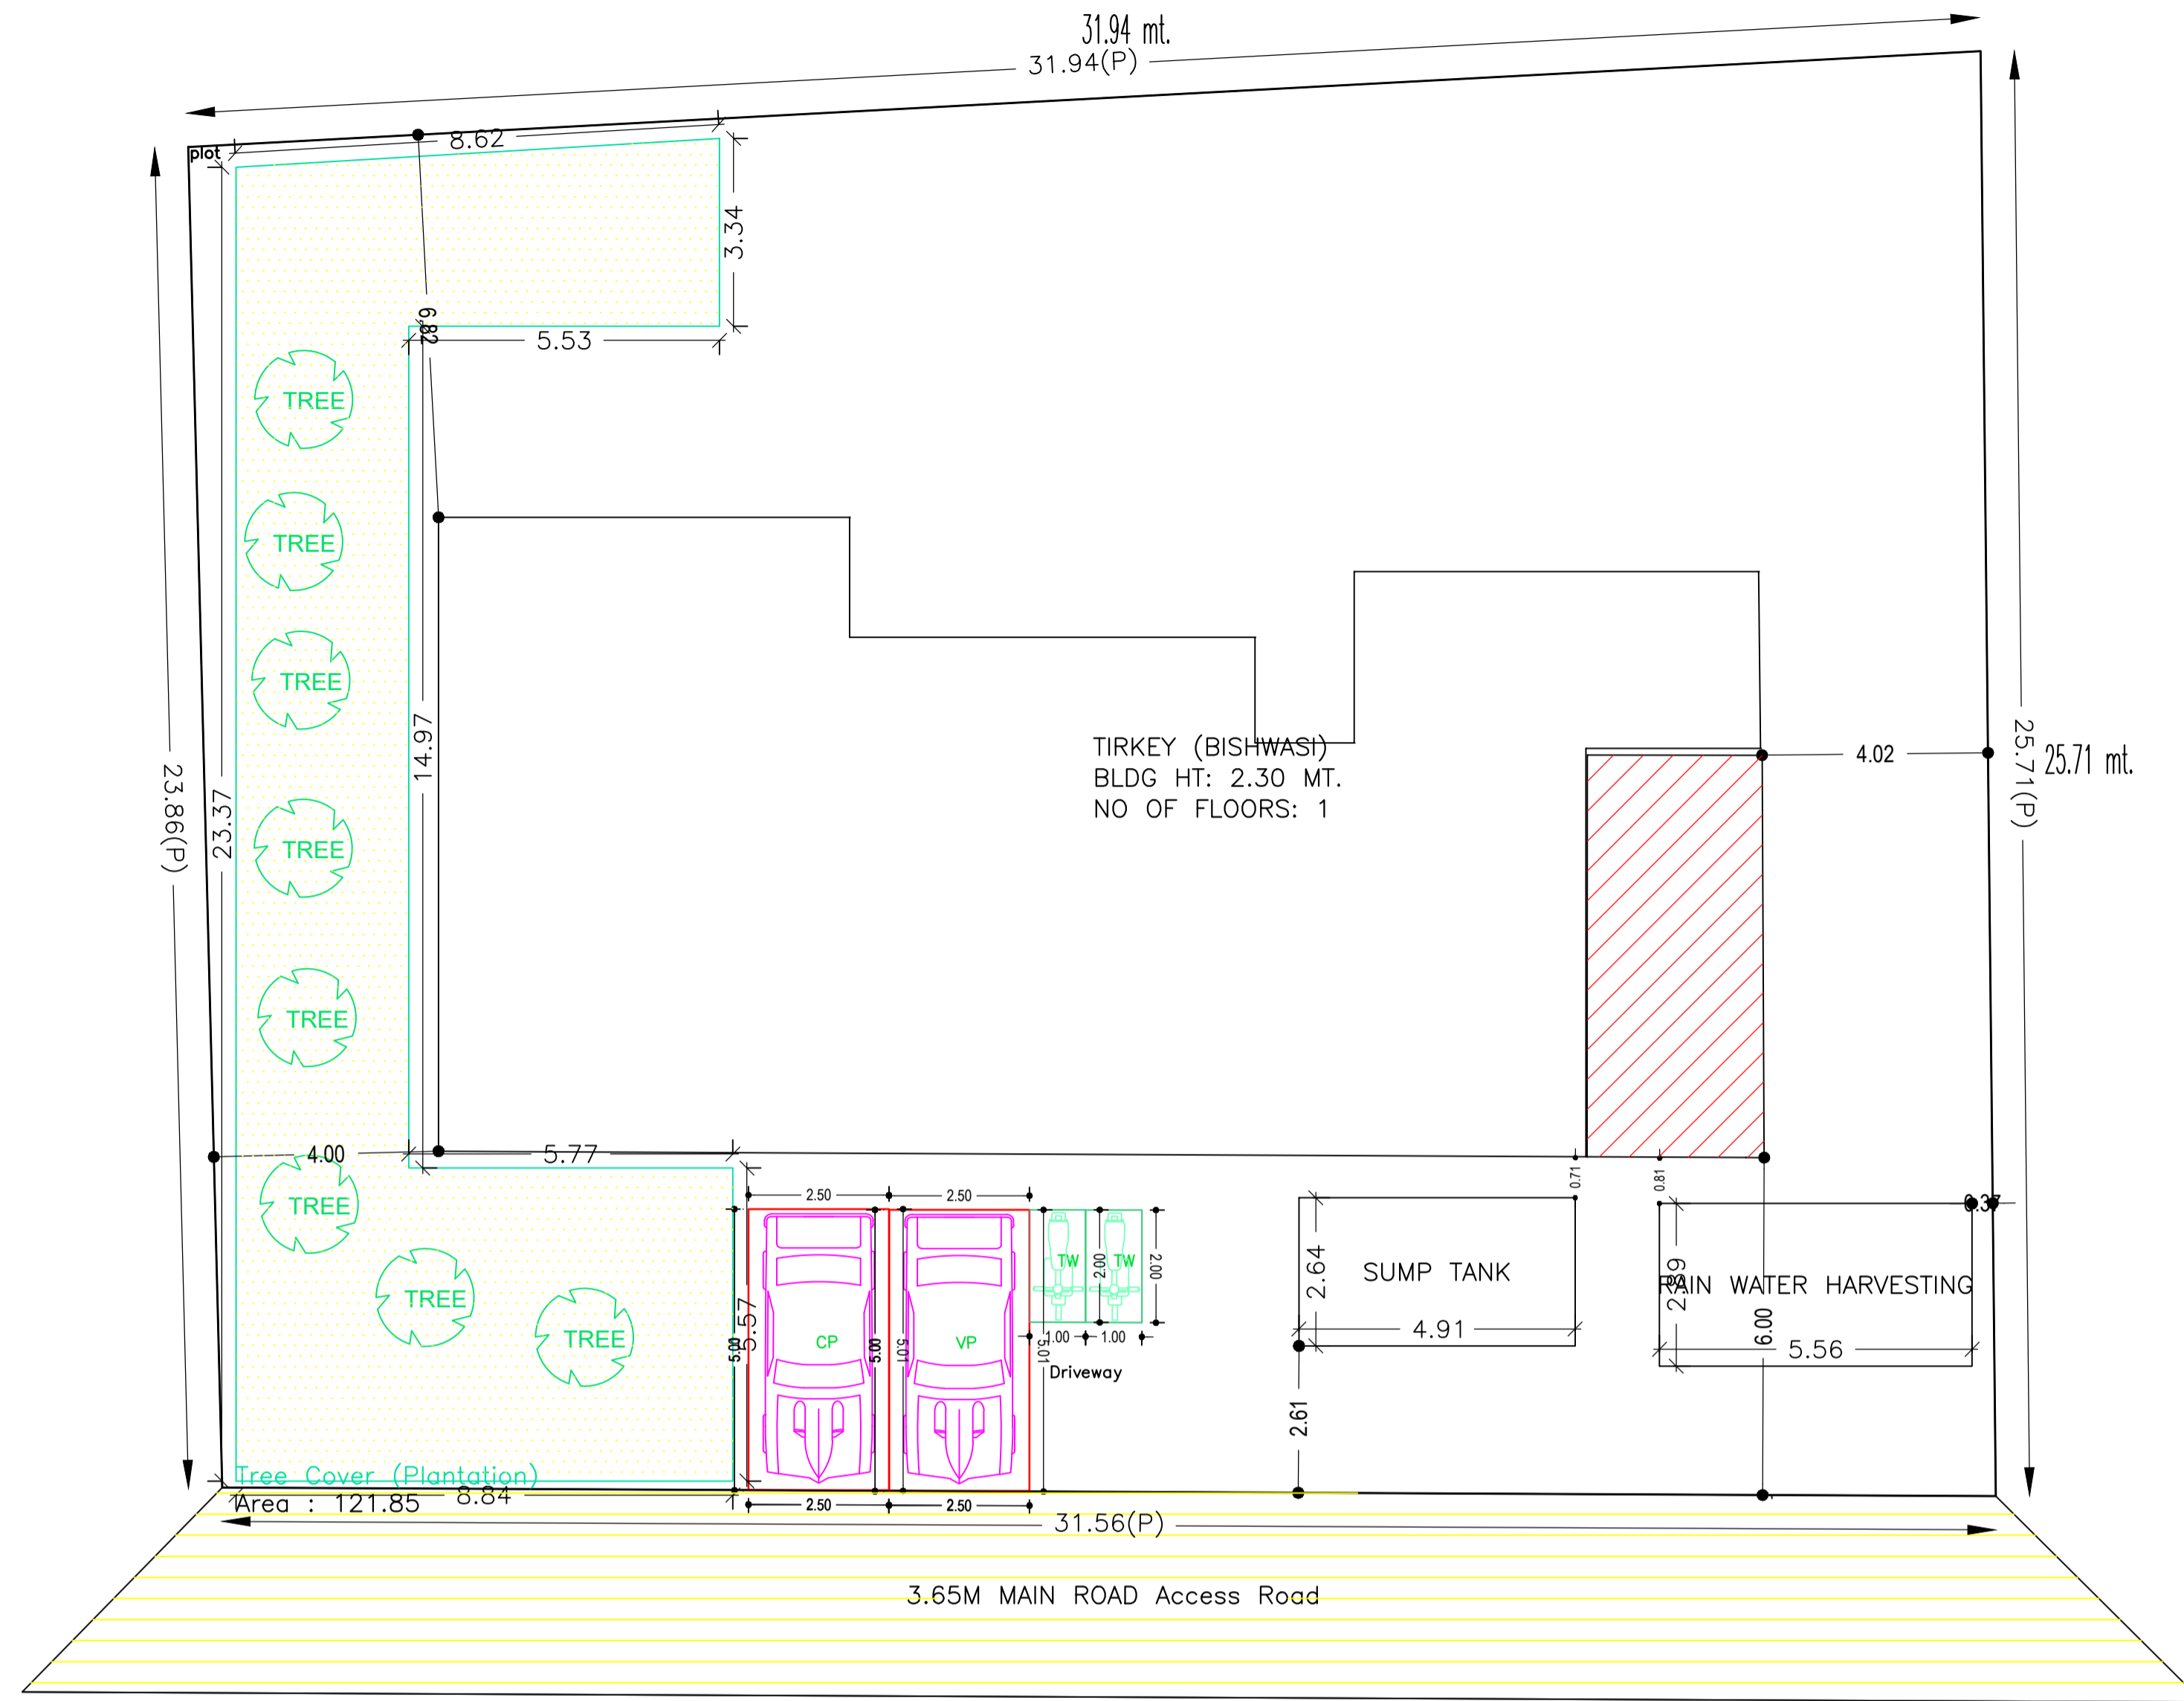 31.94 mt.
31.94(P)
plot
8.62
3.34
6.82
5.53
TREE
TREE
TREE
14.97
TIRKEY (BISHWASI)
BLDG HT: 2.30 MT.
NO OF FLOORS: 1
4.02
25.71(P)
25.71 mt.
23.86(P)
23.37
TREE
TREE
4.00
5.77
0.71
0.81
2.50
2.50
0.37
TREE
TREE
TREE
TW
TW
2.00
2.00
2.64
SUMP TANK
4.91
2.89
RAIN WATER HARVESTING
5.56
6.00
5.00
5.57
CP
5.00
5.01
VP
1.00
1.00
5.01
Driveway
2.61
Tree Cover (Plantation)
Area : 121.85
8.84
2.50
2.50
31.56(P)
3.65M MAIN ROAD Access Road